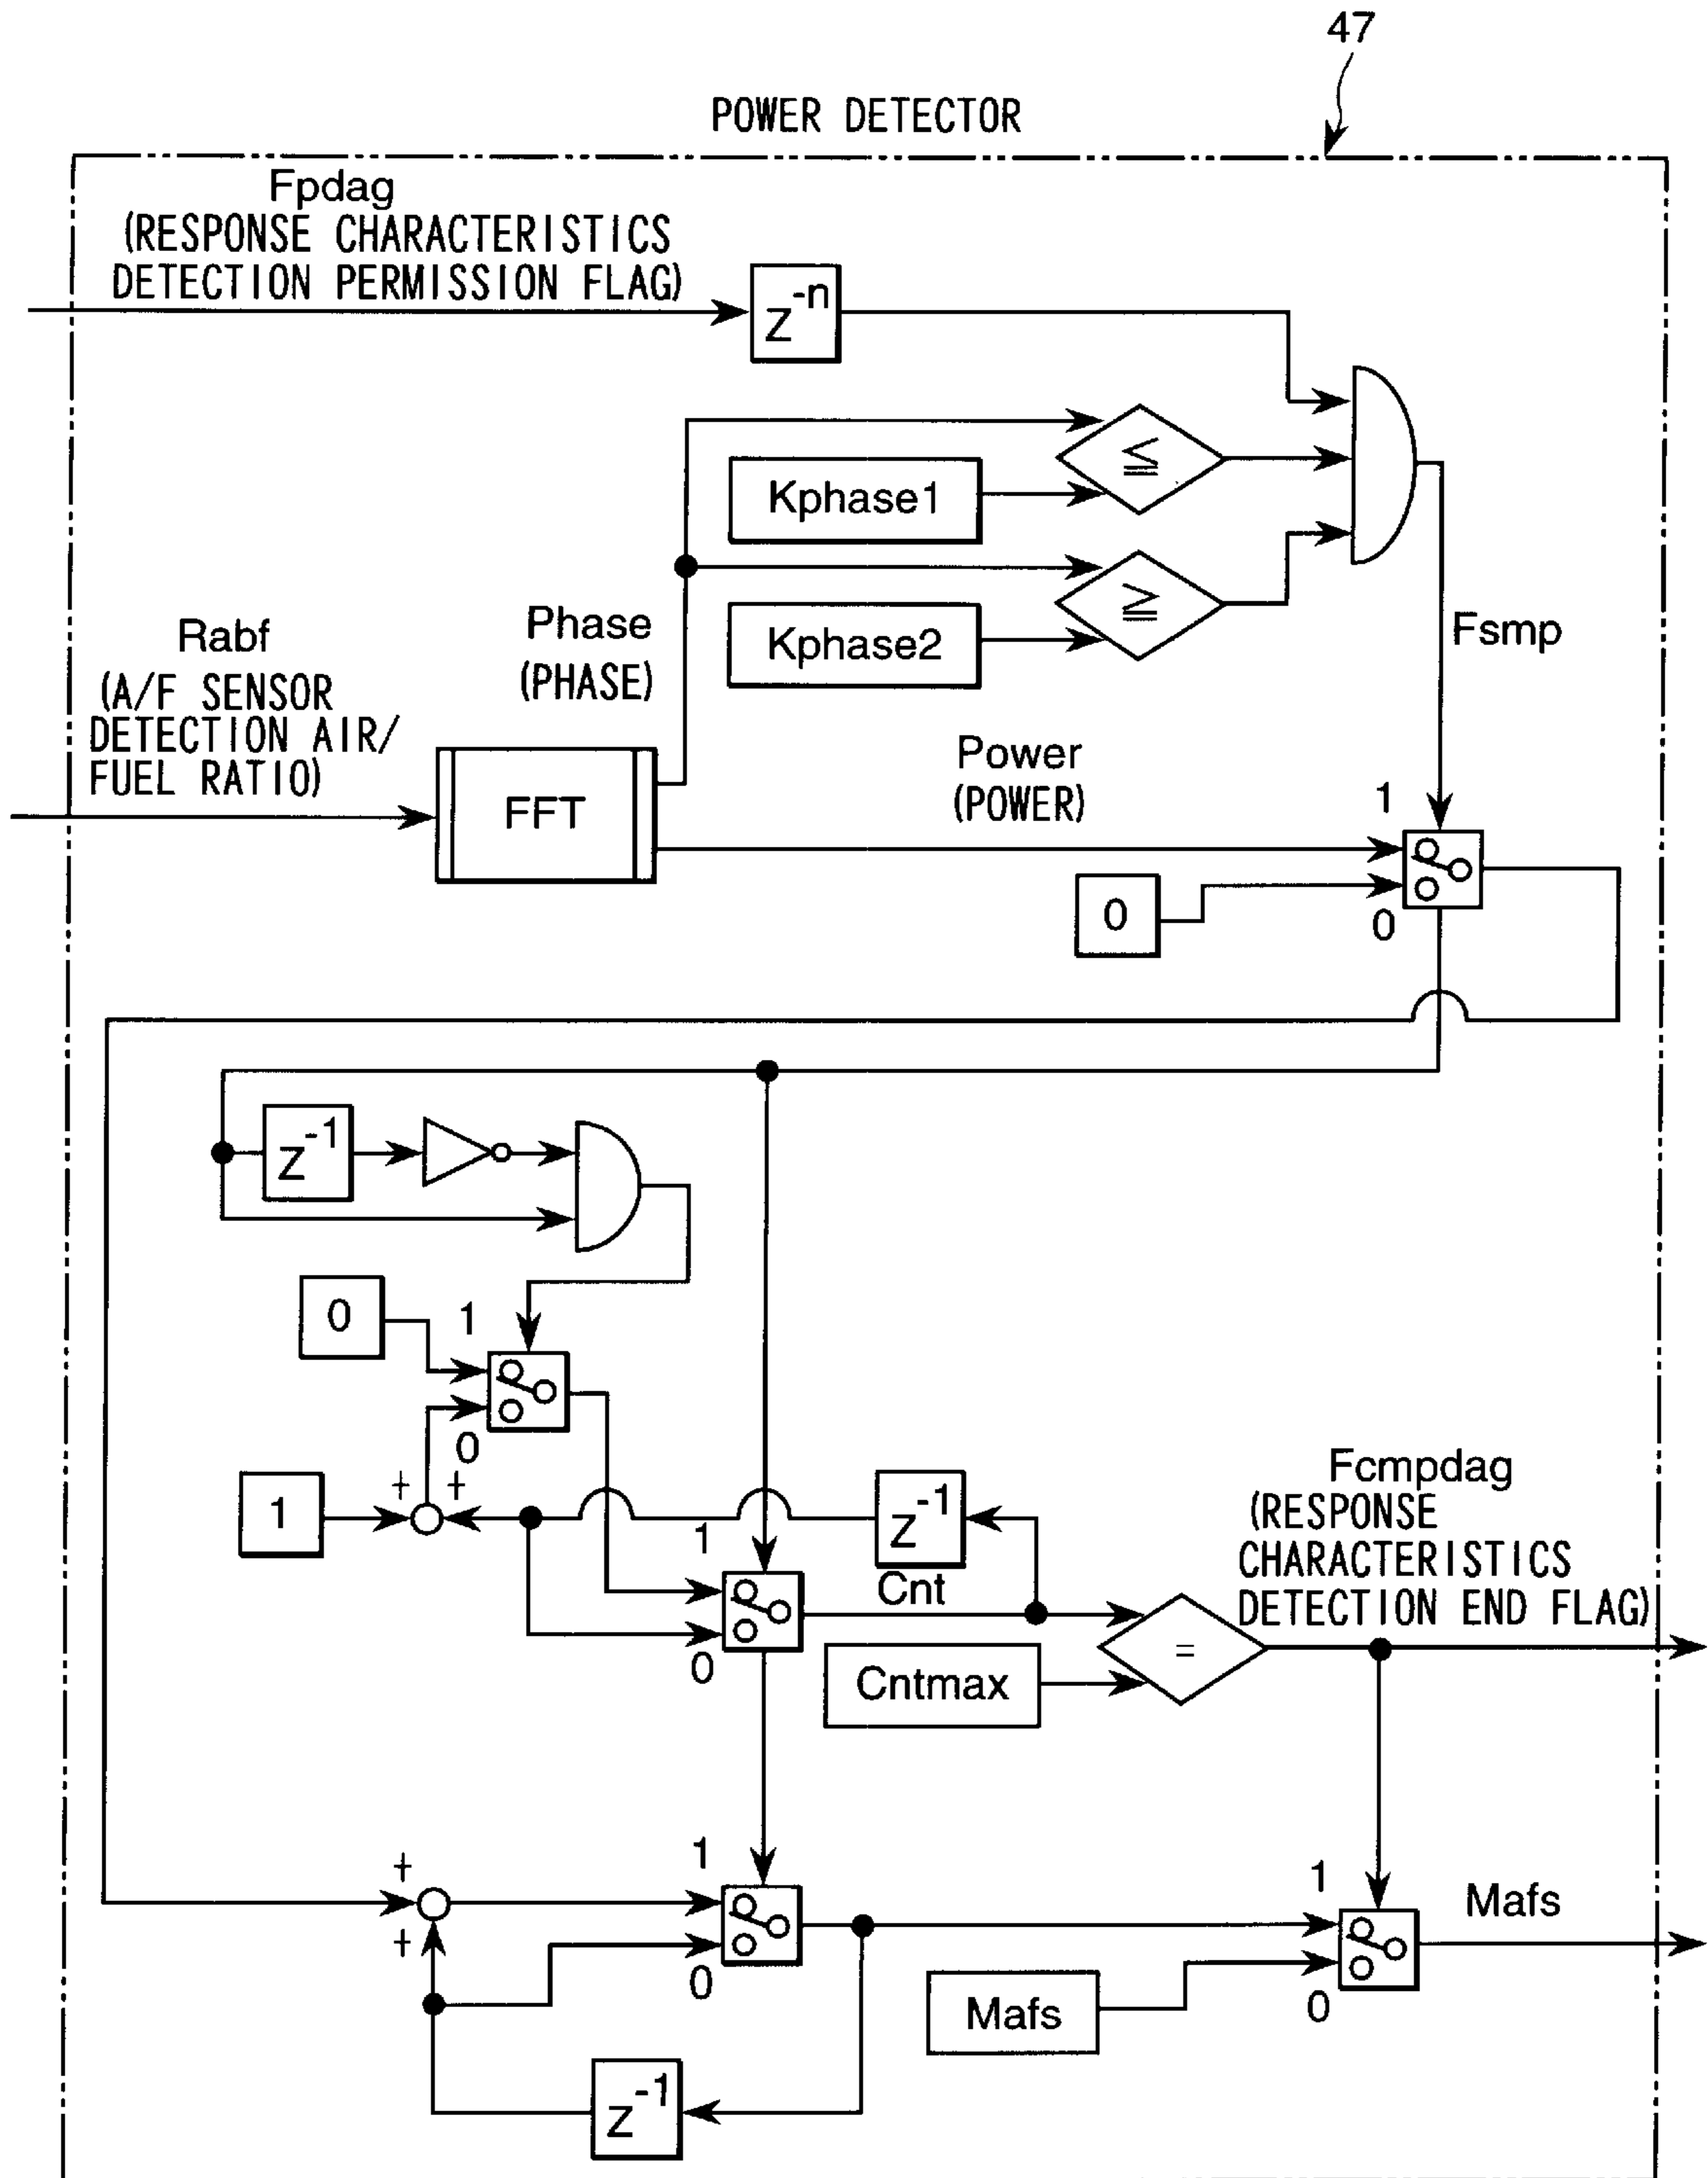 47
POWER DETECTOR
Fpdag
(RESPONSE CHARACTERISTICS
DETECTION PERMISSION FLAG)
Z-n
≦
Kphase1
≧
Kphase2
Phase
(PHASE)
Fsmp
Rabf
(A/F SENSOR
DETECTION AIR/
FUEL RATIO)
FFT
Power
(POWER)
1
0
0
Z-1
0
1
0
1
+
+
Z-1
Cnt
1
0
Cntmax
=
Fcmpdag
(RESPONSE
CHARACTERISTICS
DETECTION END FLAG)
+
+
1
0
Mafs
1
0
Mafs
Z-1